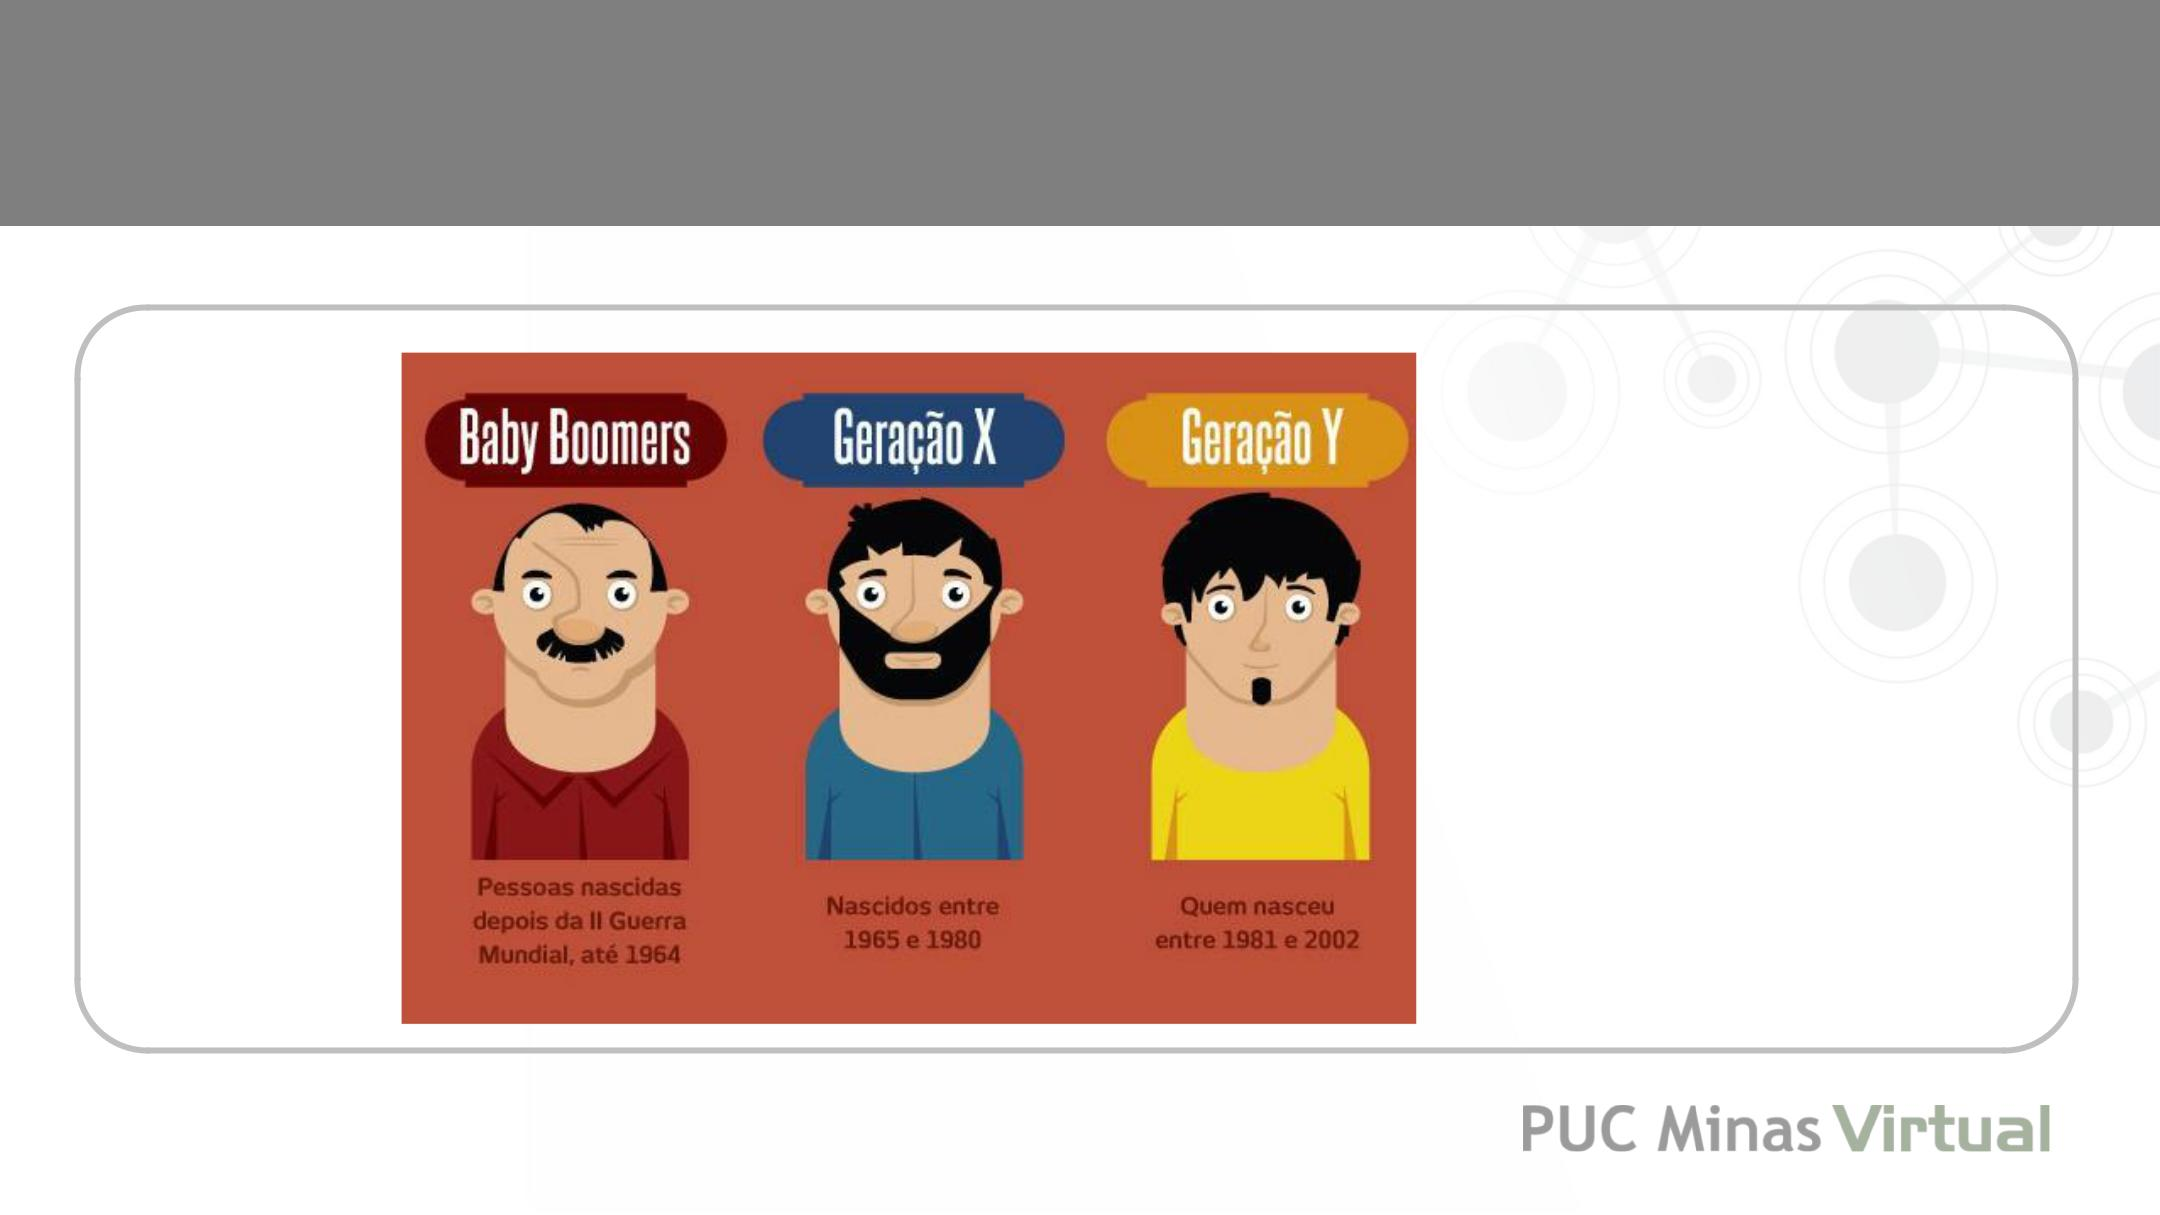 Baby Boomers
Geração X
Geração Y
Pessoas nascidas
depois da II Guerra
Mundial, até 1964
Nascidos entre
1965 e 1980
Quem nasceu
entre 1981 e 2002
PUC Minas Virtual